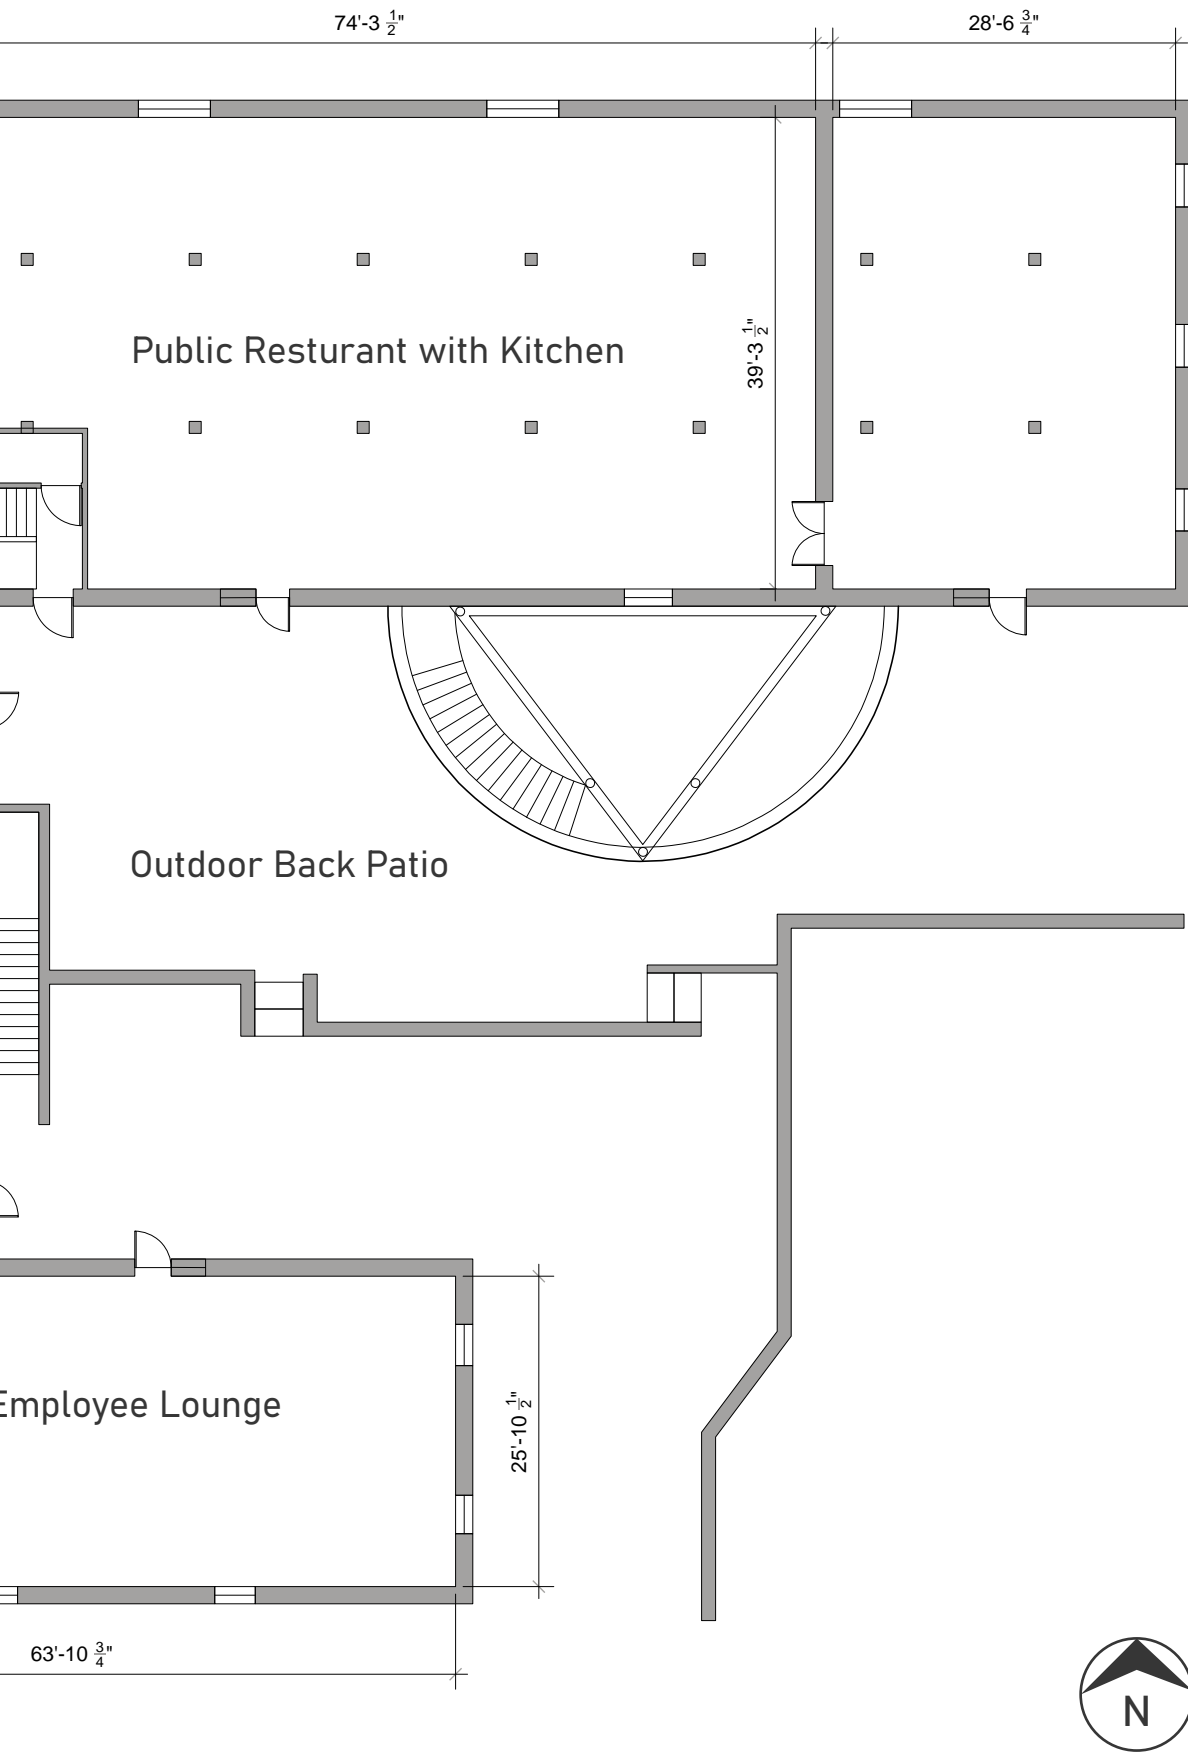 74'-3 1/2"
28'-6 3/4"
Public Resturant with Kitchen
39'-3 1/2"
Outdoor Back Patio
Employee Lounge
25'-10 1/2"
63'-10 3/4"
N